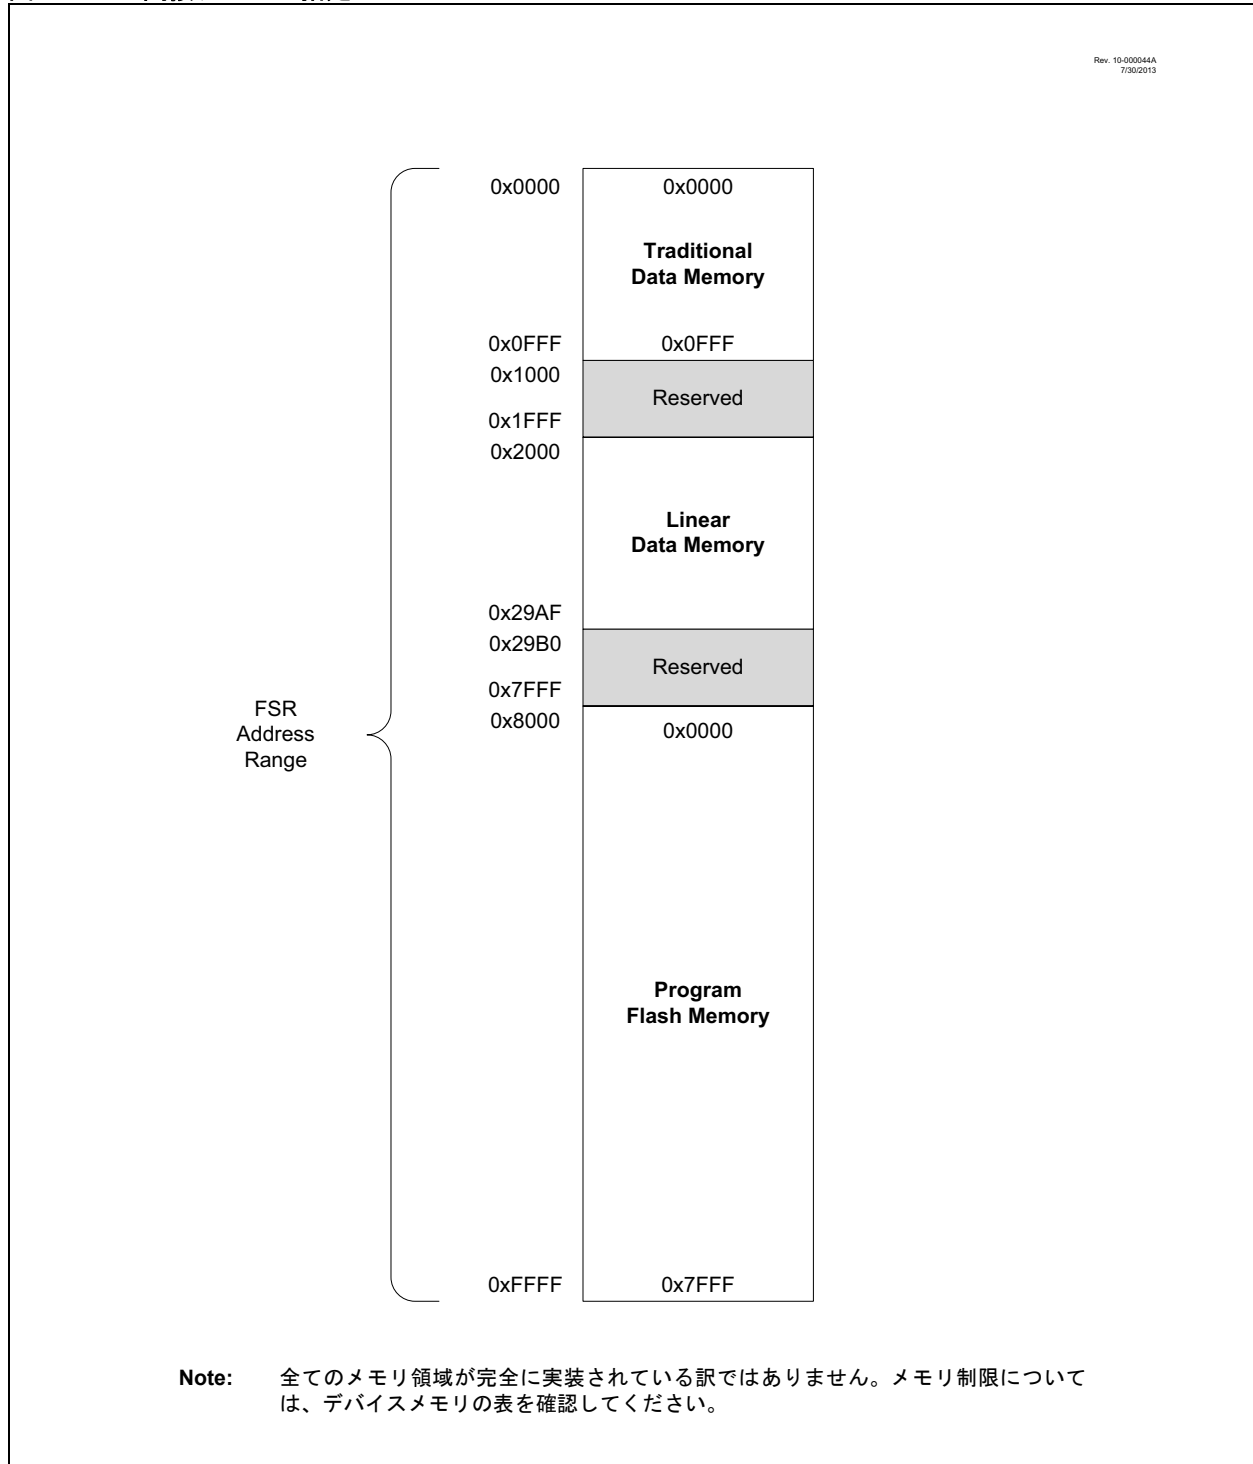 Rev. 10-000044A
7/30/2013
0x0000 0x0000
Traditional
Data Memory
0x0FFF 0x0FFF
0x1000
Reserved
0x1FFF
0x2000
Linear
Data Memory
0x29AF
0x29B0
Reserved
0x7FFF
0x8000 0x0000
FSR
Address
Range
Program
Flash Memory
0xFFFF 0x7FFF
Note: 全てのメモリ領域が完全に実装されている訳ではありません。メモリ制限について
は、デバイスメモリの表を確認してください。